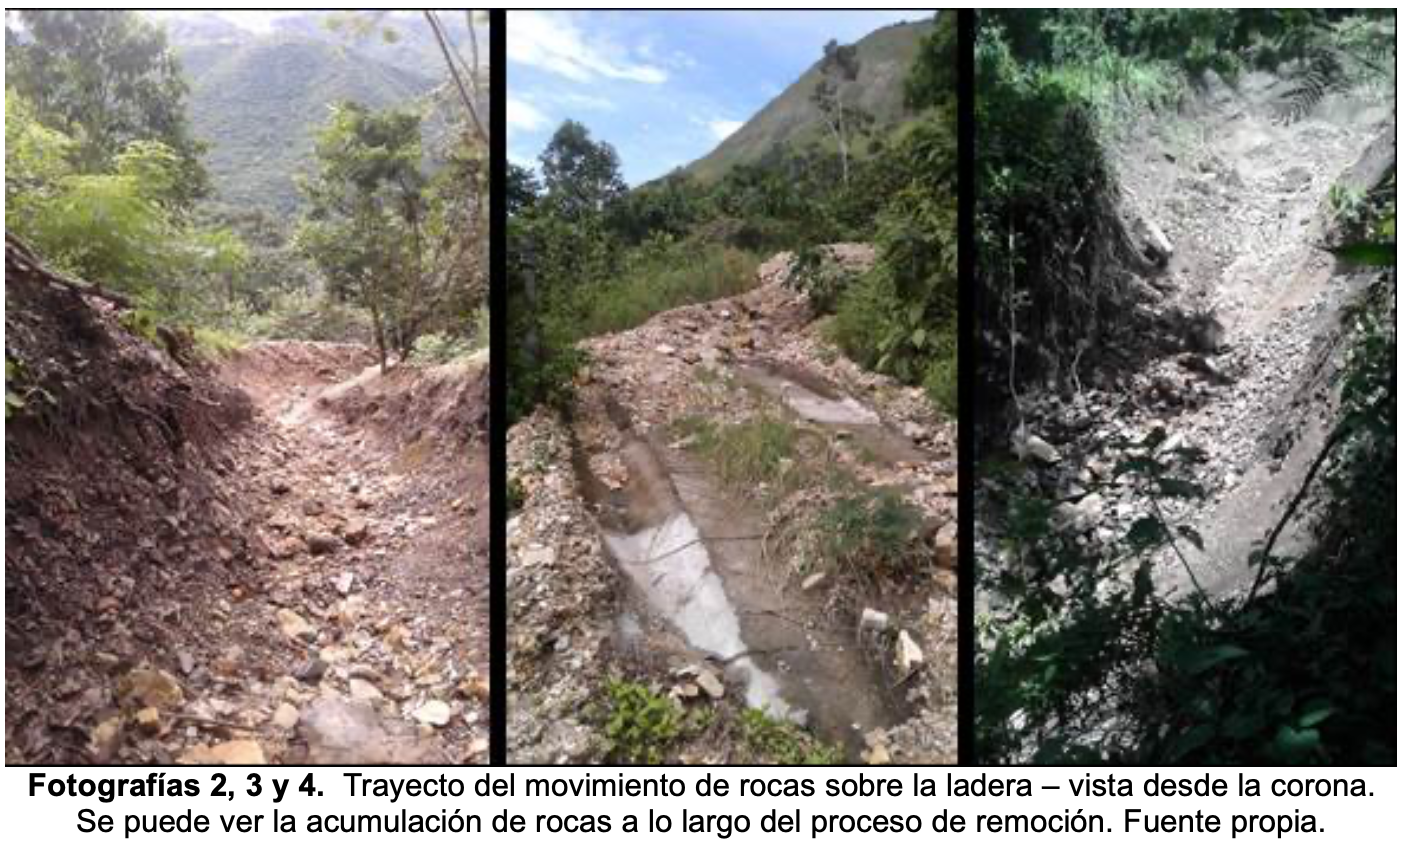 Fotografías 2, 3 y 4. Trayecto del movimiento de rocas sobre la ladera – vista desde la corona.
Se puede ver la acumulación de rocas a lo largo del proceso de remoción. Fuente propia.